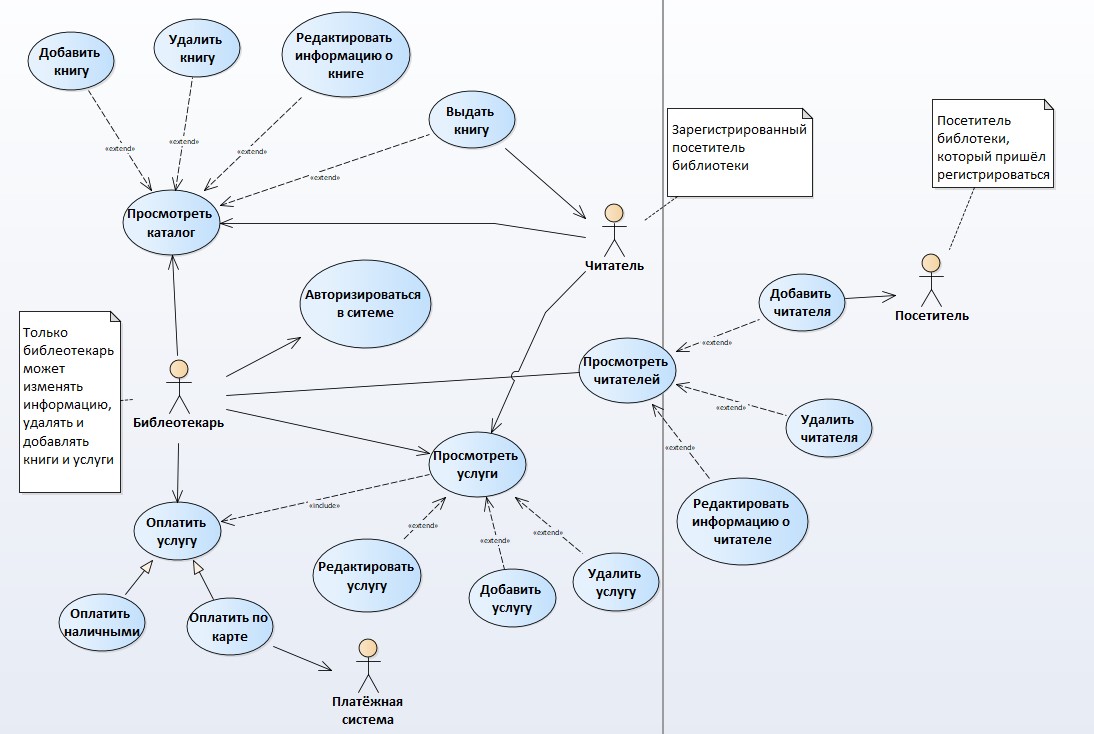 Добавить
книгу
Удалить
книгу
Редактировать
информацию о
книге
Выдать
книгу
«extend»
«extend»
«extend»
«extend»
Зарегистрированный
посетитель
библиотеки
Посетитель
библотеки,
который пришёл
регистрироваться
Просмотреть
каталог
Читатель
Авторизироваться
в ситеме
Добавить
читателя
Посетитель
Только
библеотекарь
может
изменять
информацию,
удалять и
добавлять
книги и услуги
Библеотекарь
Просмотреть
читателей
«extend»
«extend»
«extend»
Удалить
читателя
Просмотреть
услуги
Редактировать
информацию о
читателе
Оплатить
услугу
«include»
«extend»
«extend»
«extend»
Редактировать
услугу
Добавить
услугу
Удалить
услугу
Оплатить
наличными
Оплатить по
карте
Платёжная
система